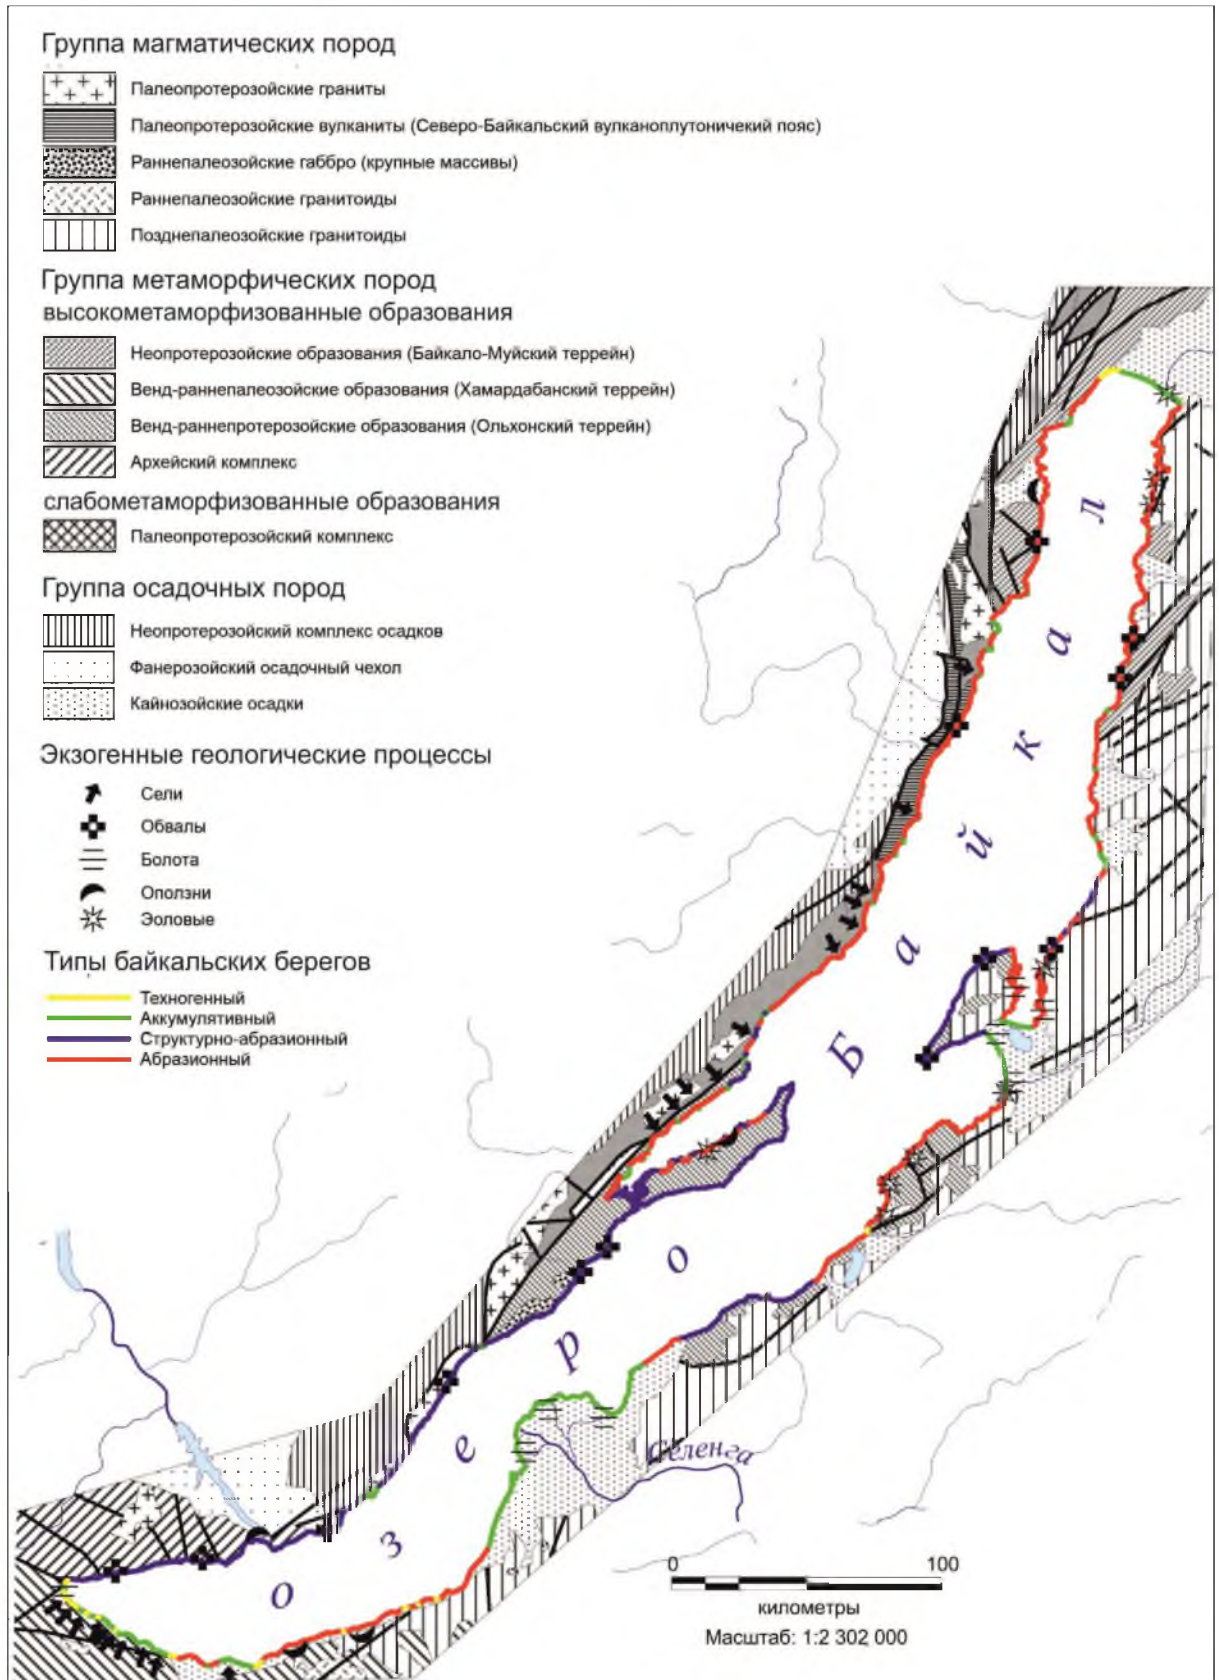 Группа магматических пород
Палеопротерозойские граниты
Палеопротерозойские вулканиты (Северо-Байкальский вулканоплутоничекий пояс)
Раннепалеозойские габбро (крупные массивы)
Раннепалеозойские гранитоиды
Позднепалеозойские гранитоиды
Группа метаморфических пород
высокометаморфизованные образования
Неопротерозойские образования (Байкало-Муйский террейн)
Венд-раннепалеозойские образования (Хамардабанский террейн)
Венд-раннепротерозойские образования (Ольхонский террейн)
Архейский комплекс
слабометаморфизованные образования
Палеопротерозойский комплекс
Группа осадочных пород
Неопротерозойский комплекс осадков
Фанерозойский осадочный чехол
Кайнозойские осадки
Экзогенные геологические процессы
Сели
Обвалы
Болота
Оползни
Эоловые
Типы байкальских берегов
Техногенный
Аккумулятивный
Структурно-абразионный
Абразионный
озеро Байкал
Селенга
0 100
километры
Масштаб: 1:2 302 000